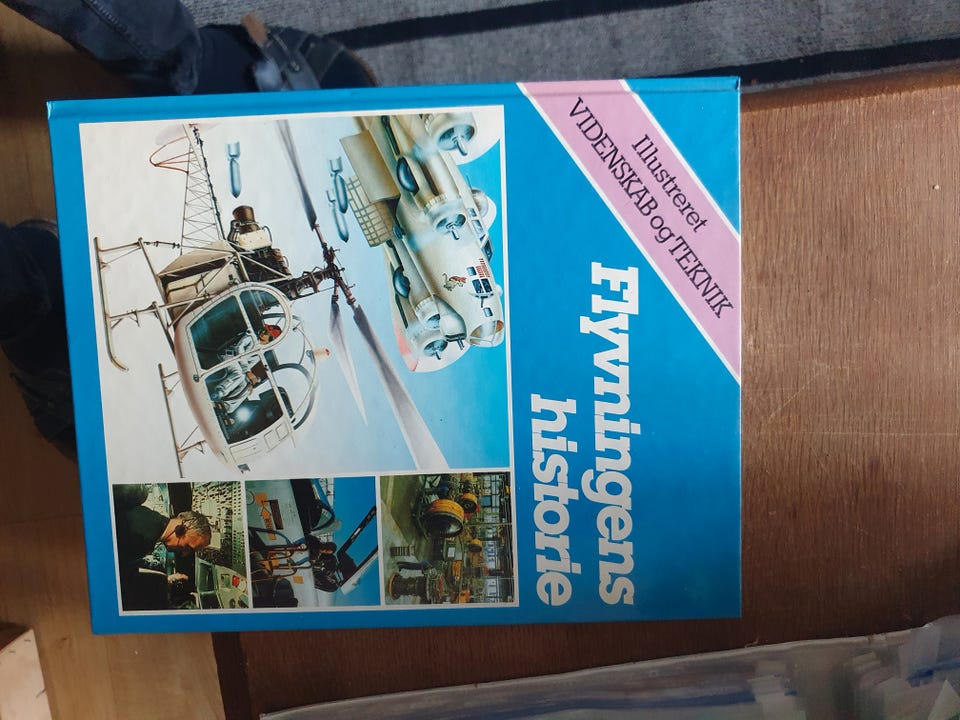 Illustreret
VIDENSKAB og TEKNIK
Flyvningens
historie